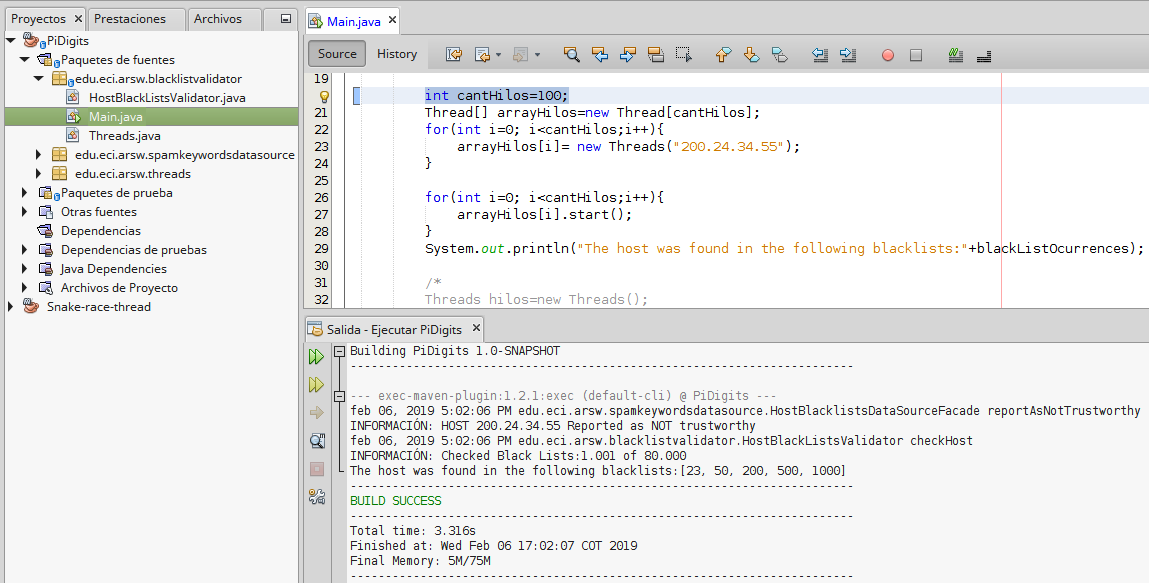 Proyectos
Prestaciones
Archivos
PiDigits
Paquetes de fuentes
edu.eci.arsw.blacklistvalidator
HostBlackListsValidator.java
Main.java
Threads.java
edu.eci.arsw.spamkeywordsdatasource
edu.eci.arsw.threads
Paquetes de prueba
Otras fuentes
Dependencias
Dependencias de pruebas
Java Dependencies
Archivos de Proyecto
Snake-race-thread
Main.java
Source History
19
int cantHilos=100;
21 Thread[] arrayHilos=new Thread[cantHilos];
22 for(int i=0; i<cantHilos;i++){
23 arrayHilos[i]= new Threads("200.24.34.55");
24 }
25
26 for(int i=0; i<cantHilos;i++){
27 arrayHilos[i].start();
28 }
29 System.out.println("The host was found in the following blacklists:"+blackListOcurrences);
30
31 /*
32 Threads hilos=new Threads();
Salida - Ejecutar PiDigits
Building PiDigits 1.0-SNAPSHOT
------------------------------------------------------------------------
--- exec-maven-plugin:1.2.1:exec (default-cli) @ PiDigits ---
feb 06, 2019 5:02:06 PM edu.eci.arsw.spamkeywordsdatasource.HostBlacklistsDataSourceFacade reportAsNotTrustworthy
INFORMACIÓN: HOST 200.24.34.55 Reported as NOT trustworthy
feb 06, 2019 5:02:06 PM edu.eci.arsw.blacklistvalidator.HostBlackListsValidator checkHost
INFORMACIÓN: Checked Black Lists:1.001 of 80.000
The host was found in the following blacklists:[23, 50, 200, 500, 1000]
------------------------------------------------------------------------
BUILD SUCCESS
------------------------------------------------------------------------
Total time: 3.316s
Finished at: Wed Feb 06 17:02:07 COT 2019
Final Memory: 5M/75M
------------------------------------------------------------------------